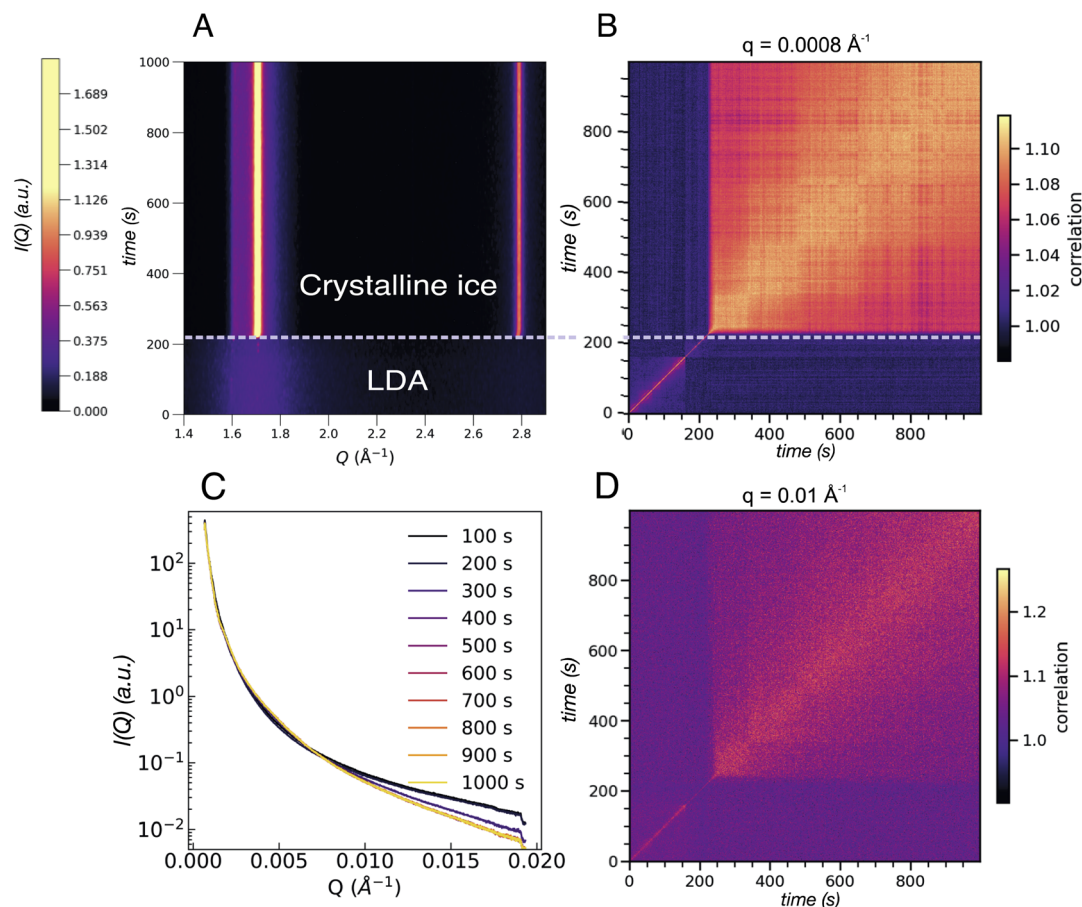 A
I(Q) (a.u.)
1.689
1.502
1.314
1.126
0.939
0.751
0.563
0.375
0.188
0.000
time (s)
1000
800
600
400
200
0
Crystalline ice
LDA
1.4 1.6 1.8 2.0 2.2 2.4 2.6 2.8
Q (Å⁻¹)
B
q = 0.0008 Å⁻¹
time (s)
800
600
400
200
0
0 200 400 600 800
time (s)
1.10
1.08
1.06
1.04
1.02
1.00
correlation
C
I(Q) (a.u.)
10²
10¹
10⁰
10⁻¹
10⁻²
100 s
200 s
300 s
400 s
500 s
600 s
700 s
800 s
900 s
1000 s
0.000 0.005 0.010 0.015 0.020
Q (Å⁻¹)
D
q = 0.01 Å⁻¹
time (s)
800
600
400
200
0
0 200 400 600 800
time (s)
1.2
1.1
1.0
correlation